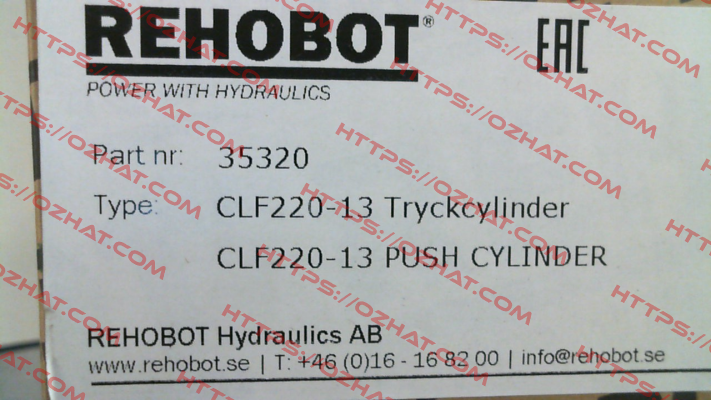 REHOBOT®
EAC
POWER WITH HYDRAULICS
Part nr: 35320
Type: CLF220-13 Tryckcylinder
CLF220-13 PUSH CYLINDER
REHOBOT Hydraulics AB
www.rehobot.se | T: +46 (0)16 - 16 82 00 | info@rehobot.se
HTTPS://OZHAT.COM